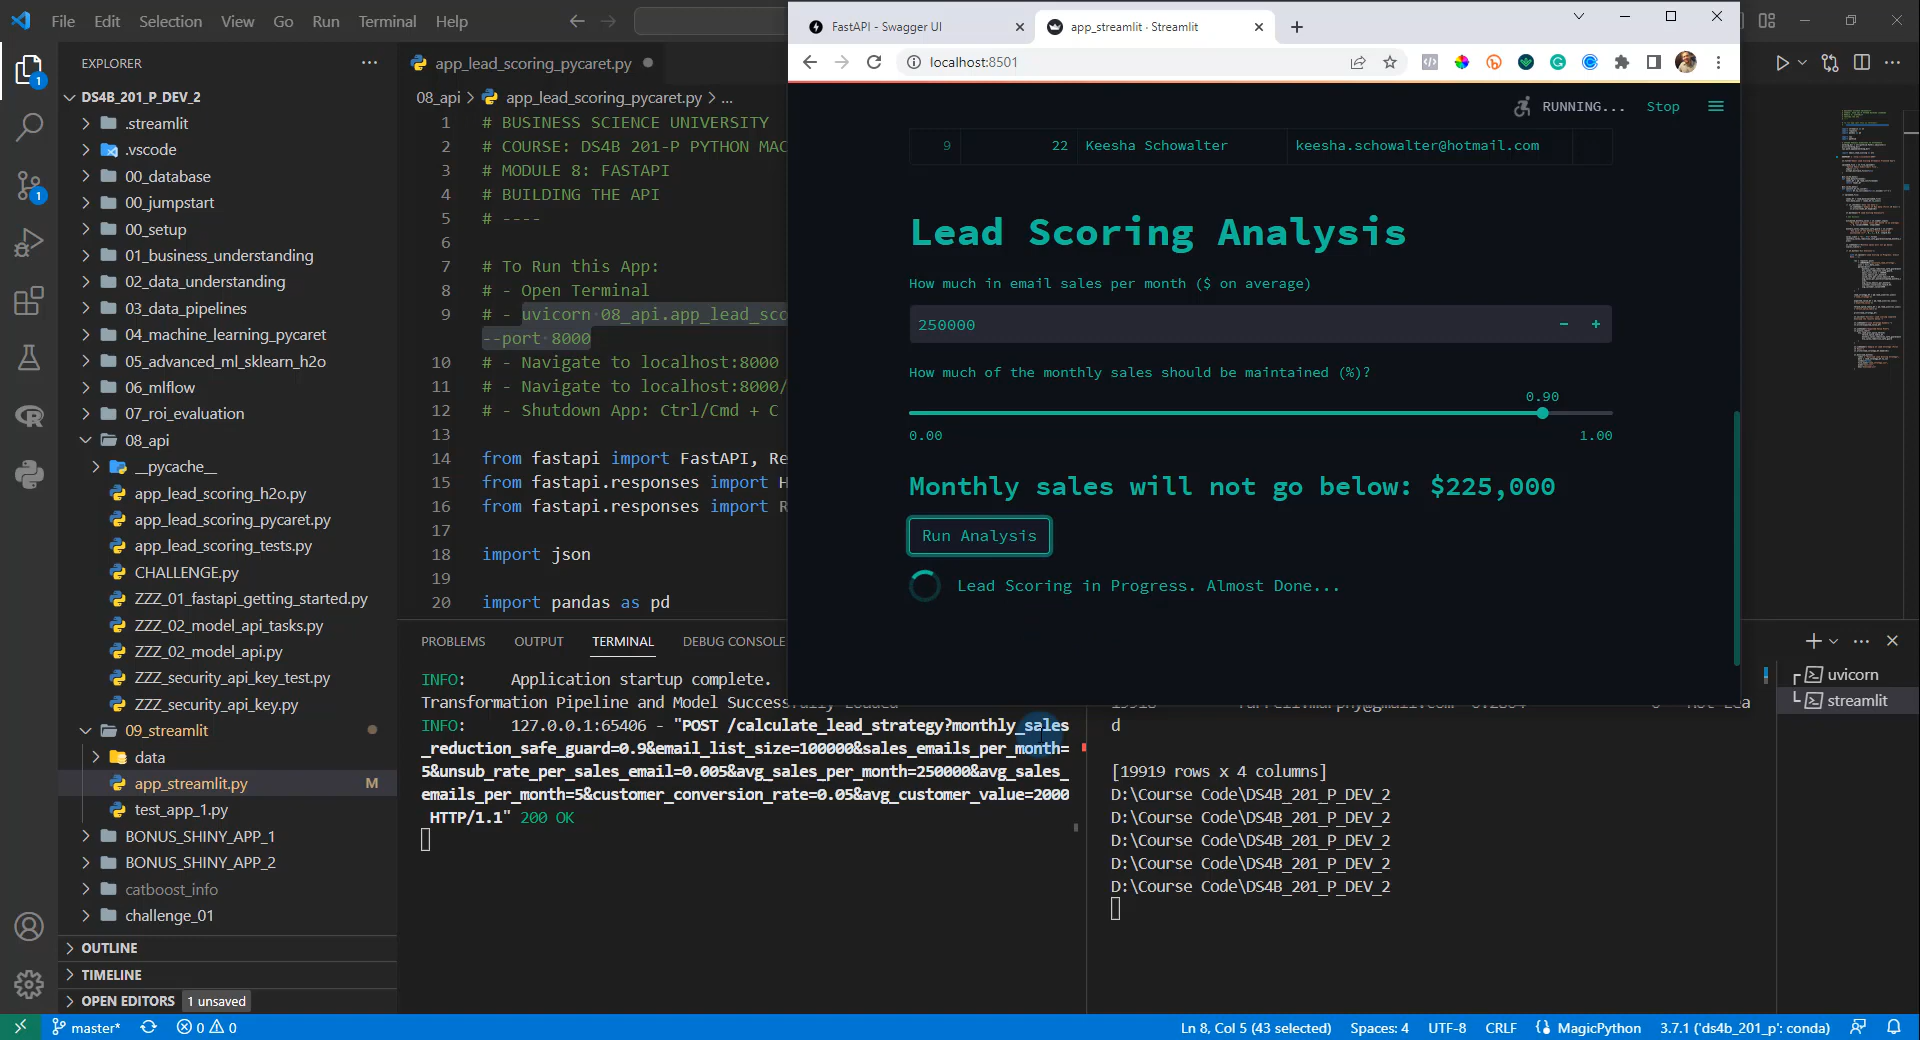 File Edit Selection View Go Run Terminal Help
FastAPI - Swagger UI
app_streamlit · Streamlit
localhost:8501
EXPLORER
DS4B_201_P_DEV_2
.streamlit
.vscode
00_database
00_jumpstart
00_setup
01_business_understanding
02_data_understanding
03_data_pipelines
04_machine_learning_pycaret
05_advanced_ml_sklearn_h2o
06_mlflow
07_roi_evaluation
08_api
__pycache__
app_lead_scoring_h2o.py
app_lead_scoring_pycaret.py
app_lead_scoring_tests.py
CHALLENGE.py
ZZZ_01_fastapi_getting_started.py
ZZZ_02_model_api_tasks.py
ZZZ_02_model_api.py
ZZZ_security_api_key_test.py
ZZZ_security_api_key.py
09_streamlit
data
app_streamlit.py M
test_app_1.py
BONUS_SHINY_APP_1
BONUS_SHINY_APP_2
catboost_info
challenge_01
OUTLINE
TIMELINE
OPEN EDITORS 1 unsaved
1
1
app_lead_scoring_pycaret.py
08_api > app_lead_scoring_pycaret.py > ...
1 # BUSINESS SCIENCE UNIVERSITY
2 # COURSE: DS4B 201-P PYTHON MAC
3 # MODULE 8: FASTAPI
4 # BUILDING THE API
5 # ----
6
7 # To Run this App:
8 # - Open Terminal
9 # - uvicorn 08_api.app_lead_sco
--port 8000
10 # - Navigate to localhost:8000
11 # - Navigate to localhost:8000/
12 # - Shutdown App: Ctrl/Cmd + C
13
14 from fastapi import FastAPI, Re
15 from fastapi.responses import H
16 from fastapi.responses import R
17
18 import json
19
20 import pandas as pd
RUNNING... Stop
9 22 Keesha Schowalter keesha.schowalter@hotmail.com
Lead Scoring Analysis
How much in email sales per month ($ on average)
250000 - +
How much of the monthly sales should be maintained (%)?
0.90
0.00 1.00
Monthly sales will not go below: $225,000
Run Analysis
Lead Scoring in Progress. Almost Done...
PROBLEMS OUTPUT TERMINAL DEBUG CONSOLE
INFO: Application startup complete.
Transformation Pipeline and Model Successfully Loaded
INFO: 127.0.0.1:65406 - "POST /calculate_lead_strategy?monthly_sales
_reduction_safe_guard=0.9&email_list_size=100000&sales_emails_per_month=
5&unsub_rate_per_sales_email=0.005&avg_sales_per_month=250000&avg_sales_
emails_per_month=5&customer_conversion_rate=0.05&avg_customer_value=2000
HTTP/1.1" 200 OK
d
[19919 rows x 4 columns]
D:\Course Code\DS4B_201_P_DEV_2
D:\Course Code\DS4B_201_P_DEV_2
D:\Course Code\DS4B_201_P_DEV_2
D:\Course Code\DS4B_201_P_DEV_2
D:\Course Code\DS4B_201_P_DEV_2
uvicorn
streamlit
master* 0 0 Ln 8, Col 5 (43 selected) Spaces: 4 UTF-8 CRLF MagicPython 3.7.1 ('ds4b_201_p': conda)